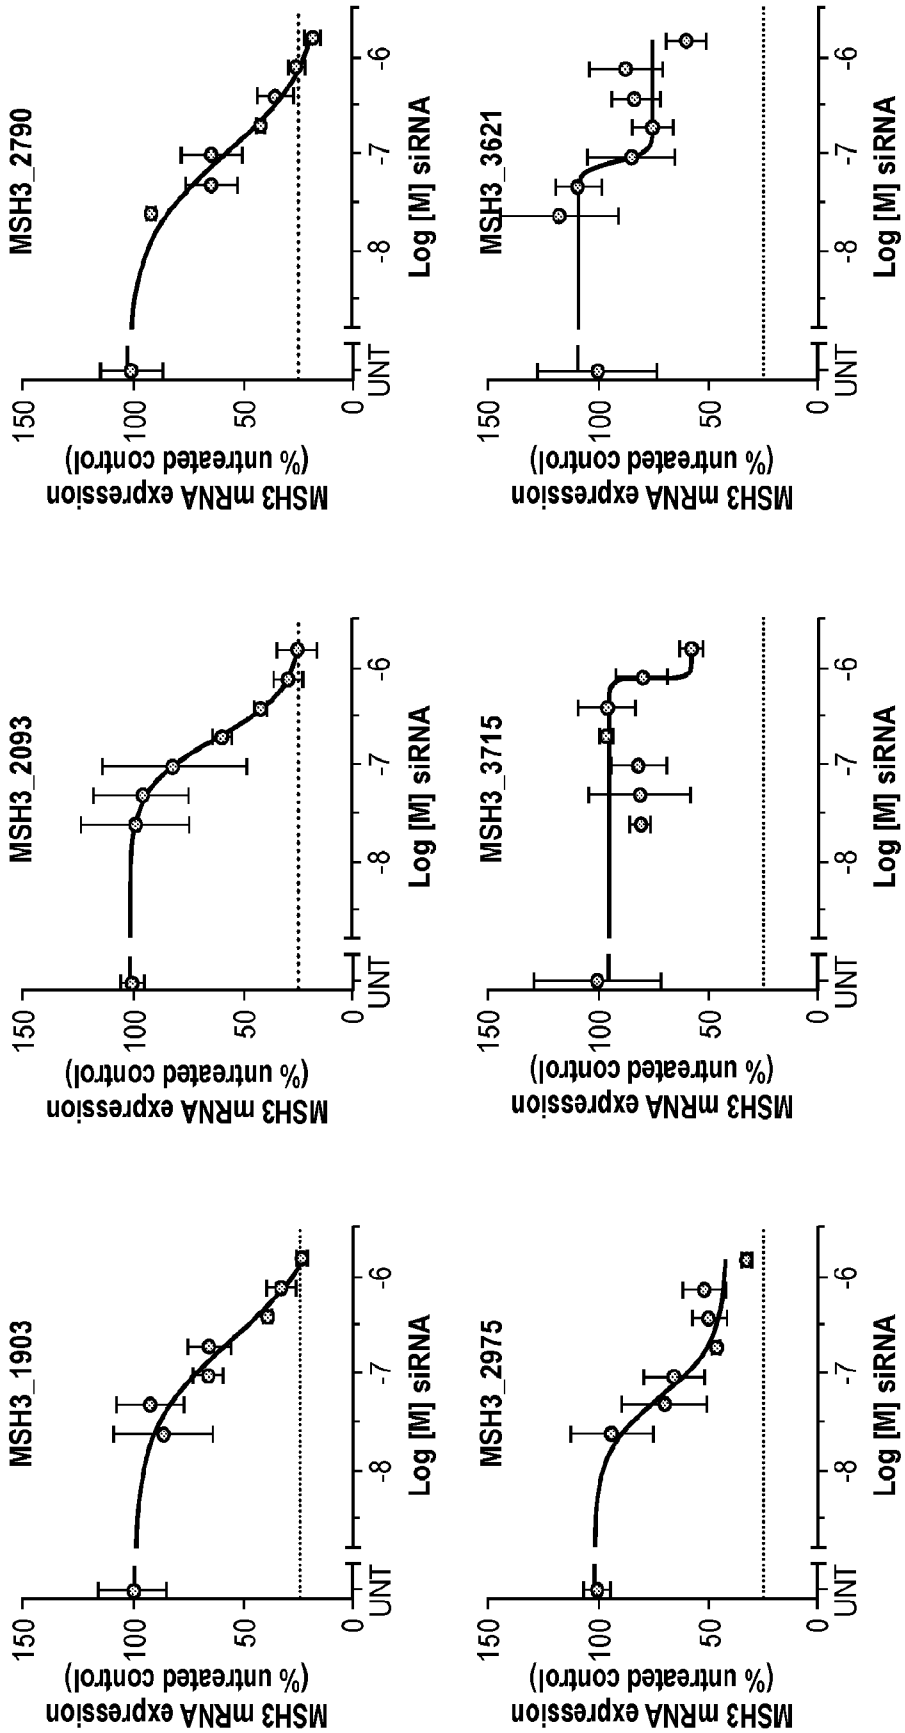 MSH3_1903
MSH3 mRNA expression
(% untreated control)
150
100
50
0
UNT
-8
-7
-6
Log [M] siRNA
MSH3_2093
MSH3 mRNA expression
(% untreated control)
150
100
50
0
UNT
-8
-7
-6
Log [M] siRNA
MSH3_2790
MSH3 mRNA expression
(% untreated control)
150
100
50
0
UNT
-8
-7
-6
Log [M] siRNA
MSH3_2975
MSH3 mRNA expression
(% untreated control)
150
100
50
0
UNT
-8
-7
-6
Log [M] siRNA
MSH3_3715
MSH3 mRNA expression
(% untreated control)
150
100
50
0
UNT
-8
-7
-6
Log [M] siRNA
MSH3_3621
MSH3 mRNA expression
(% untreated control)
150
100
50
0
UNT
-8
-7
-6
Log [M] siRNA